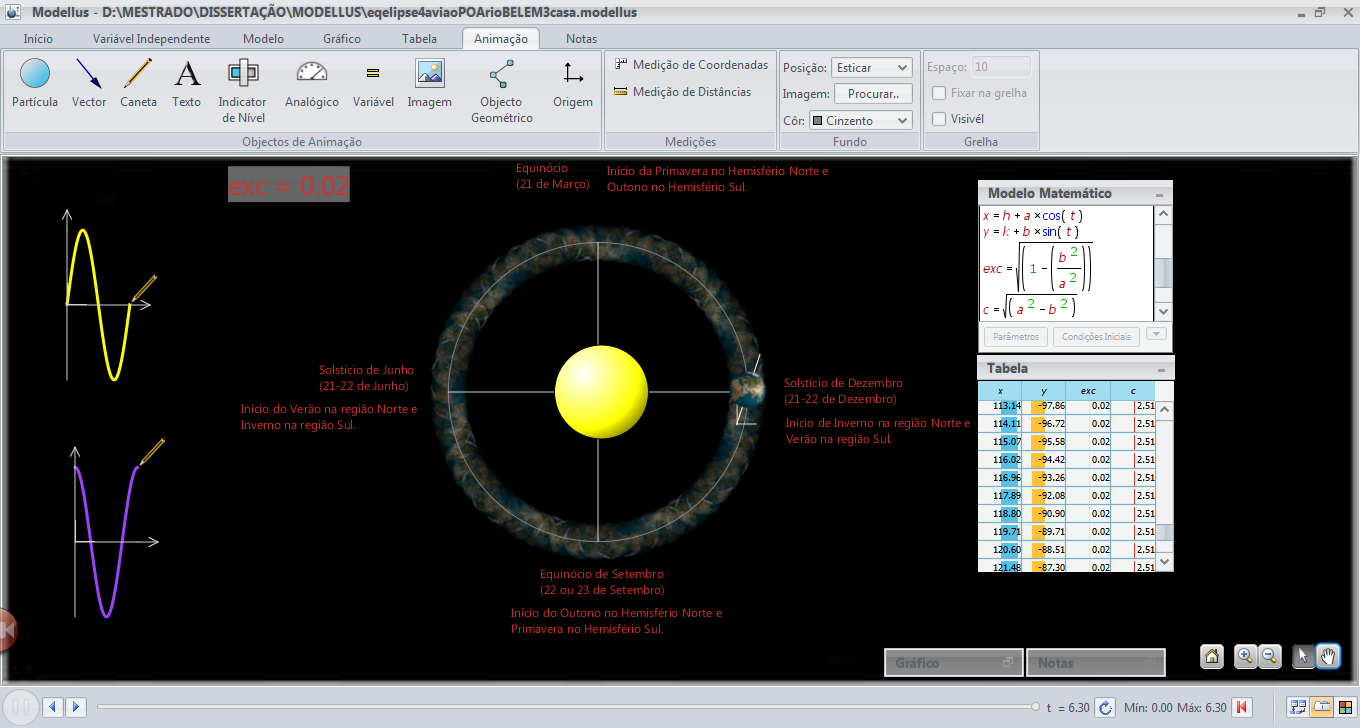 Modellus - D:\MESTRADO\DISSERTAÇÃO\MODELLUS\eqelipse4aviaoPOArioBELEM3casa.modellus
Início
Variável Independente
Modelo
Gráfico
Tabela
Animação
Notas
Partícula
Vector
Caneta
Texto
Indicator
de Nível
Analógico
Variável
Imagem
Objecto
Geométrico
Origem
Objectos de Animação
Medição de Coordenadas
Medição de Distâncias
Medições
Posição: Esticar
Imagem: Procurar..
Côr: Cinzento
Fundo
Espaço: 10
Fixar na grelha
Visivél
Grelha
exc = 0.02
Equinócio
(21 de Março)
Início da Primavera no Hemisfério Norte e
Outono no Hemisfério Sul.
Solstício de Junho
(21-22 de Junho)
Início do Verão na região Norte e
Inverno na região Sul.
Solstício de Dezembro
(21-22 de Dezembro)
Início de Inverno na região Norte e
Verão na região Sul.
Equinócio de Setembro
(22 ou 23 de Setembro)
Início do Outono no Hemisfério Norte e
Primavera no Hemisfério Sul.
Modelo Matemático
x = h + a × cos( t )
y = k + b × sin( t )
exc = √((1 − (b²/a²)))
c = √(( a² − b² ))
Parâmetros
Condições Iniciais
Tabela
x y exc c
113.14 -97.86 0.02 2.51
114.11 -96.72 0.02 2.51
115.07 -95.58 0.02 2.51
116.02 -94.42 0.02 2.51
116.96 -93.26 0.02 2.51
117.89 -92.08 0.02 2.51
118.80 -90.90 0.02 2.51
119.71 -89.71 0.02 2.51
120.60 -88.51 0.02 2.51
121.48 -87.30 0.02 2.51
Gráfico
Notas
t = 6.30
Mín: 0.00 Máx: 6.30